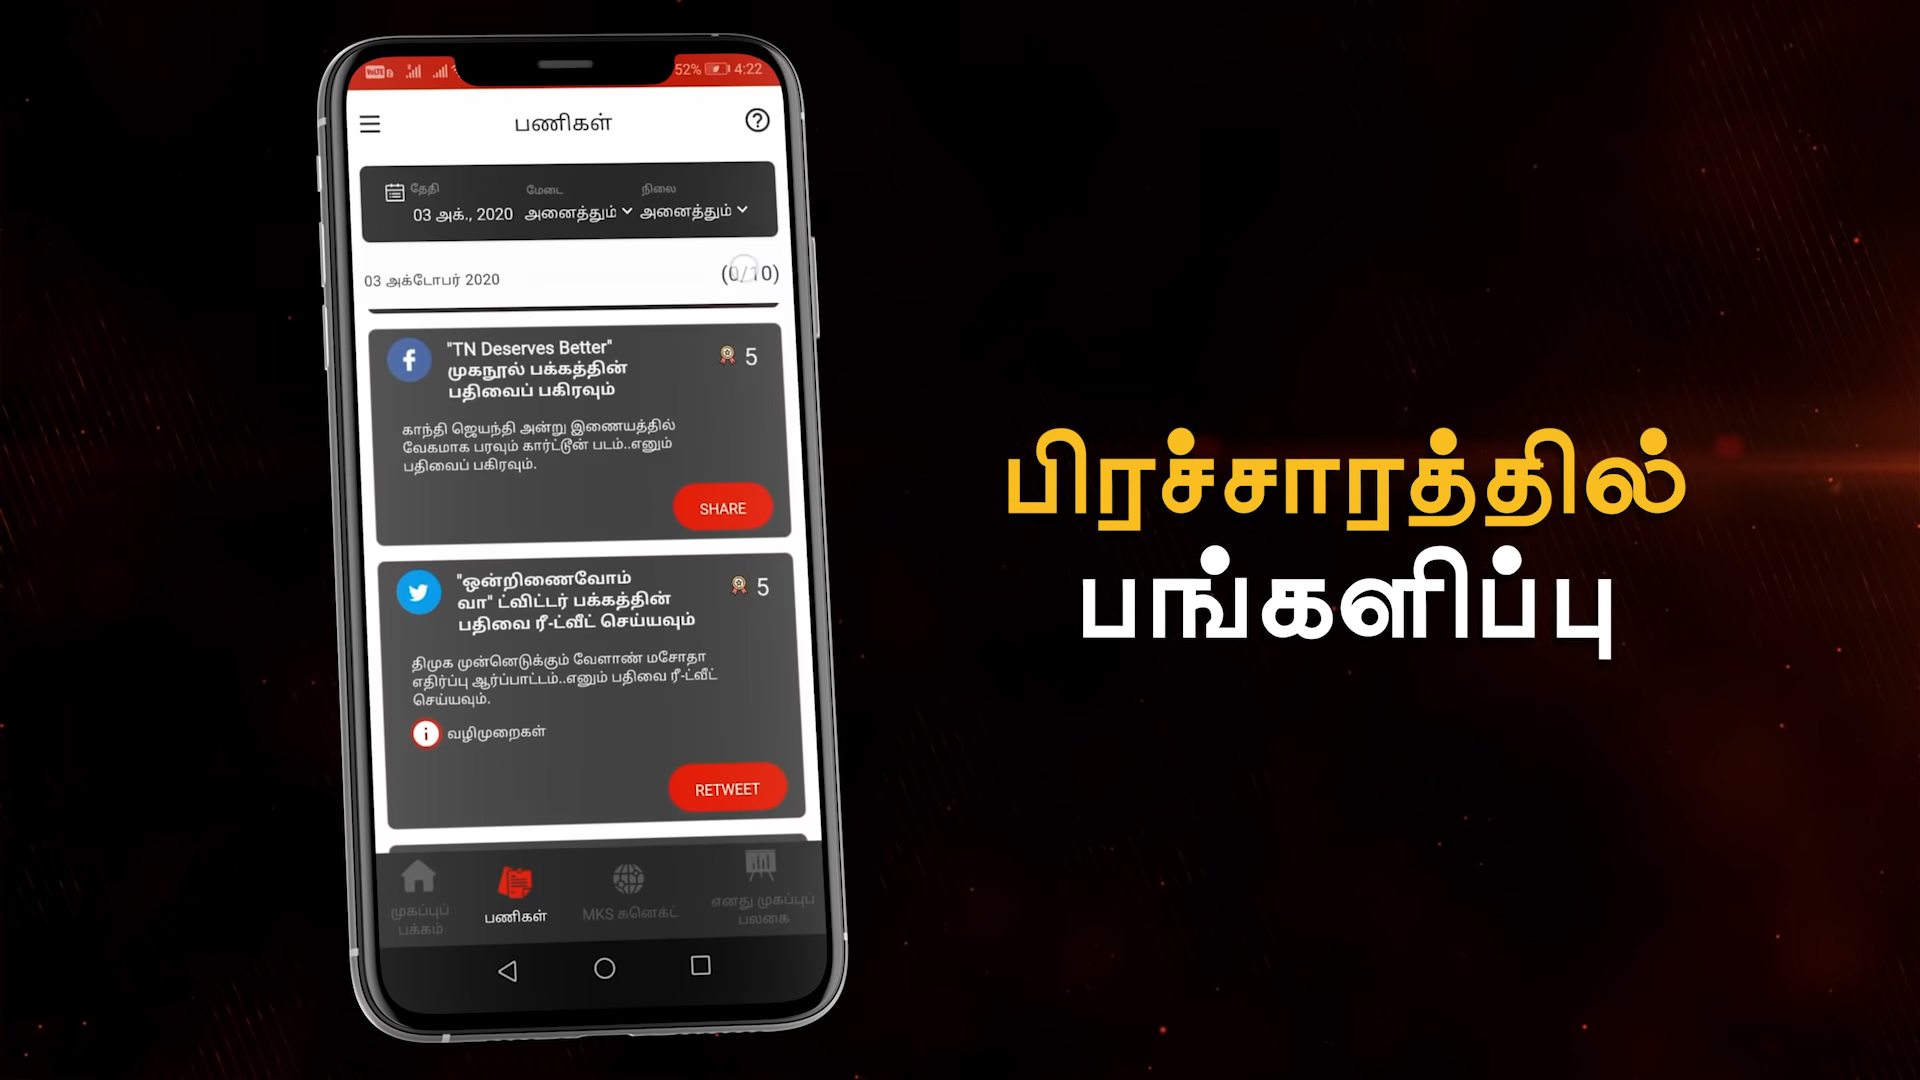 52% 4:22
பணிகள்
தேதி மேடை நிலை
03 அக்., 2020 அனைத்தும் அனைத்தும்
03 அக்டோபர் 2020 (0/10)
"TN Deserves Better" 5
முகநூல் பக்கத்தின்
பதிவைப் பகிரவும்
காந்தி ஜெயந்தி அன்று இணையத்தில்
வேகமாக பரவும் கார்ட்டூன் படம்..எனும்
பதிவைப் பகிரவும்.
SHARE
"ஒன்றிணைவோம் 5
வா" ட்விட்டர் பக்கத்தின்
பதிவை ரீ-ட்வீட் செய்யவும்
திமுக முன்னெடுக்கும் வேளாண் மசோதா
எதிர்ப்பு ஆர்ப்பாட்டம்..எனும் பதிவை ரீ-ட்வீட்
செய்யவும்.
i வழிமுறைகள்
RETWEET
முகப்புப்
பக்கம்
பணிகள்
MKS கனெக்ட்
எனது முகப்புப்
பலகை
பிரச்சாரத்தில்
பங்களிப்பு